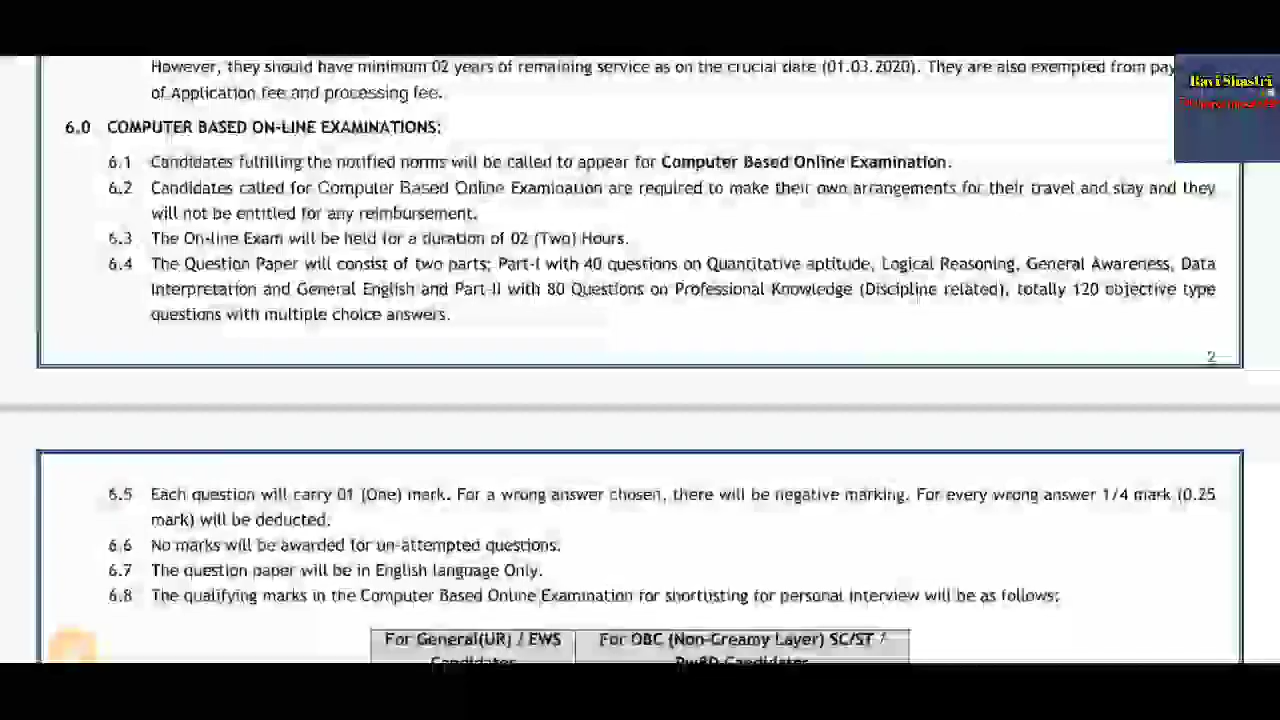 However, they should have minimum 02 years of remaining service as on the crucial date (01.03.2020). They are also exempted from pay
of Application fee and processing fee.
Ravi Shastri
6.0 COMPUTER BASED ON-LINE EXAMINATIONS:
6.1 Candidates fulfilling the notified norms will be called to appear for Computer Based Online Examination.
6.2 Candidates called for Computer Based Online Examination are required to make their own arrangements for their travel and stay and they
will not be entitled for any reimbursement.
6.3 The On-line Exam will be held for a duration of 02 (Two) Hours.
6.4 The Question Paper will consist of two parts; Part-I with 40 questions on Quantitative aptitude, Logical Reasoning, General Awareness, Data
Interpretation and General English and Part-II with 80 Questions on Professional Knowledge (Discipline related), totally 120 objective type
questions with multiple choice answers.
2
6.5 Each question will carry 01 (One) mark. For a wrong answer chosen, there will be negative marking. For every wrong answer 1/4 mark (0.25
mark) will be deducted.
6.6 No marks will be awarded for un-attempted questions.
6.7 The question paper will be in English language Only.
6.8 The qualifying marks in the Computer Based Online Examination for shortlisting for personal interview will be as follows:
For General(UR) / EWS
For OBC (Non-Creamy Layer) SC/ST /
Candidates
PwBD Candidates